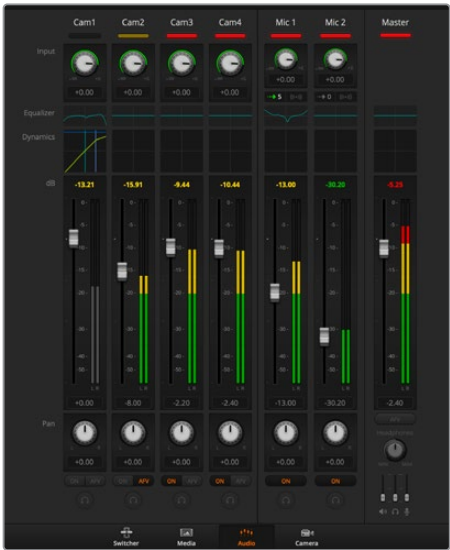 Cam1 Cam2 Cam3 Cam4 Mic 1 Mic 2 Master
Input
+0.00 +0.00 +0.00 +0.00 +0.00 +0.00
5 0
Equalizer
Dynamics
dB -13.21 -15.91 -9.44 -10.44 -13.00 -30.20 -5.25
L R L R L R L R L R L R L R
+0.00 -8.00 -2.20 -2.40 -13.00 -30.20 -2.40
Pan
AFV
L R L R L R L R L R L R
+0.00 +0.00 +0.00 +0.00 +0.00 +0.00
ON AFV ON AFV ON AFV ON AFV ON ON
Switcher Media Audio Camera